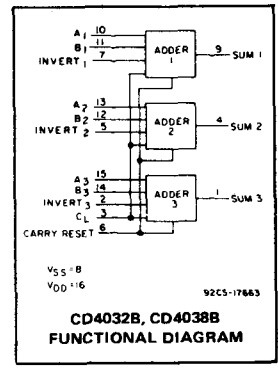 A1 10
B1 11
INVERT1 7
ADDER 1
9 SUM 1
A2 13
B2 12
INVERT2 5
ADDER 2
4 SUM 2
A3 15
B3 14
INVERT3 2
CL 3
ADDER 3
1 SUM 3
CARRY RESET 6
VSS=8
VDD=16
92CS-17663
CD4032B, CD4038B
FUNCTIONAL DIAGRAM